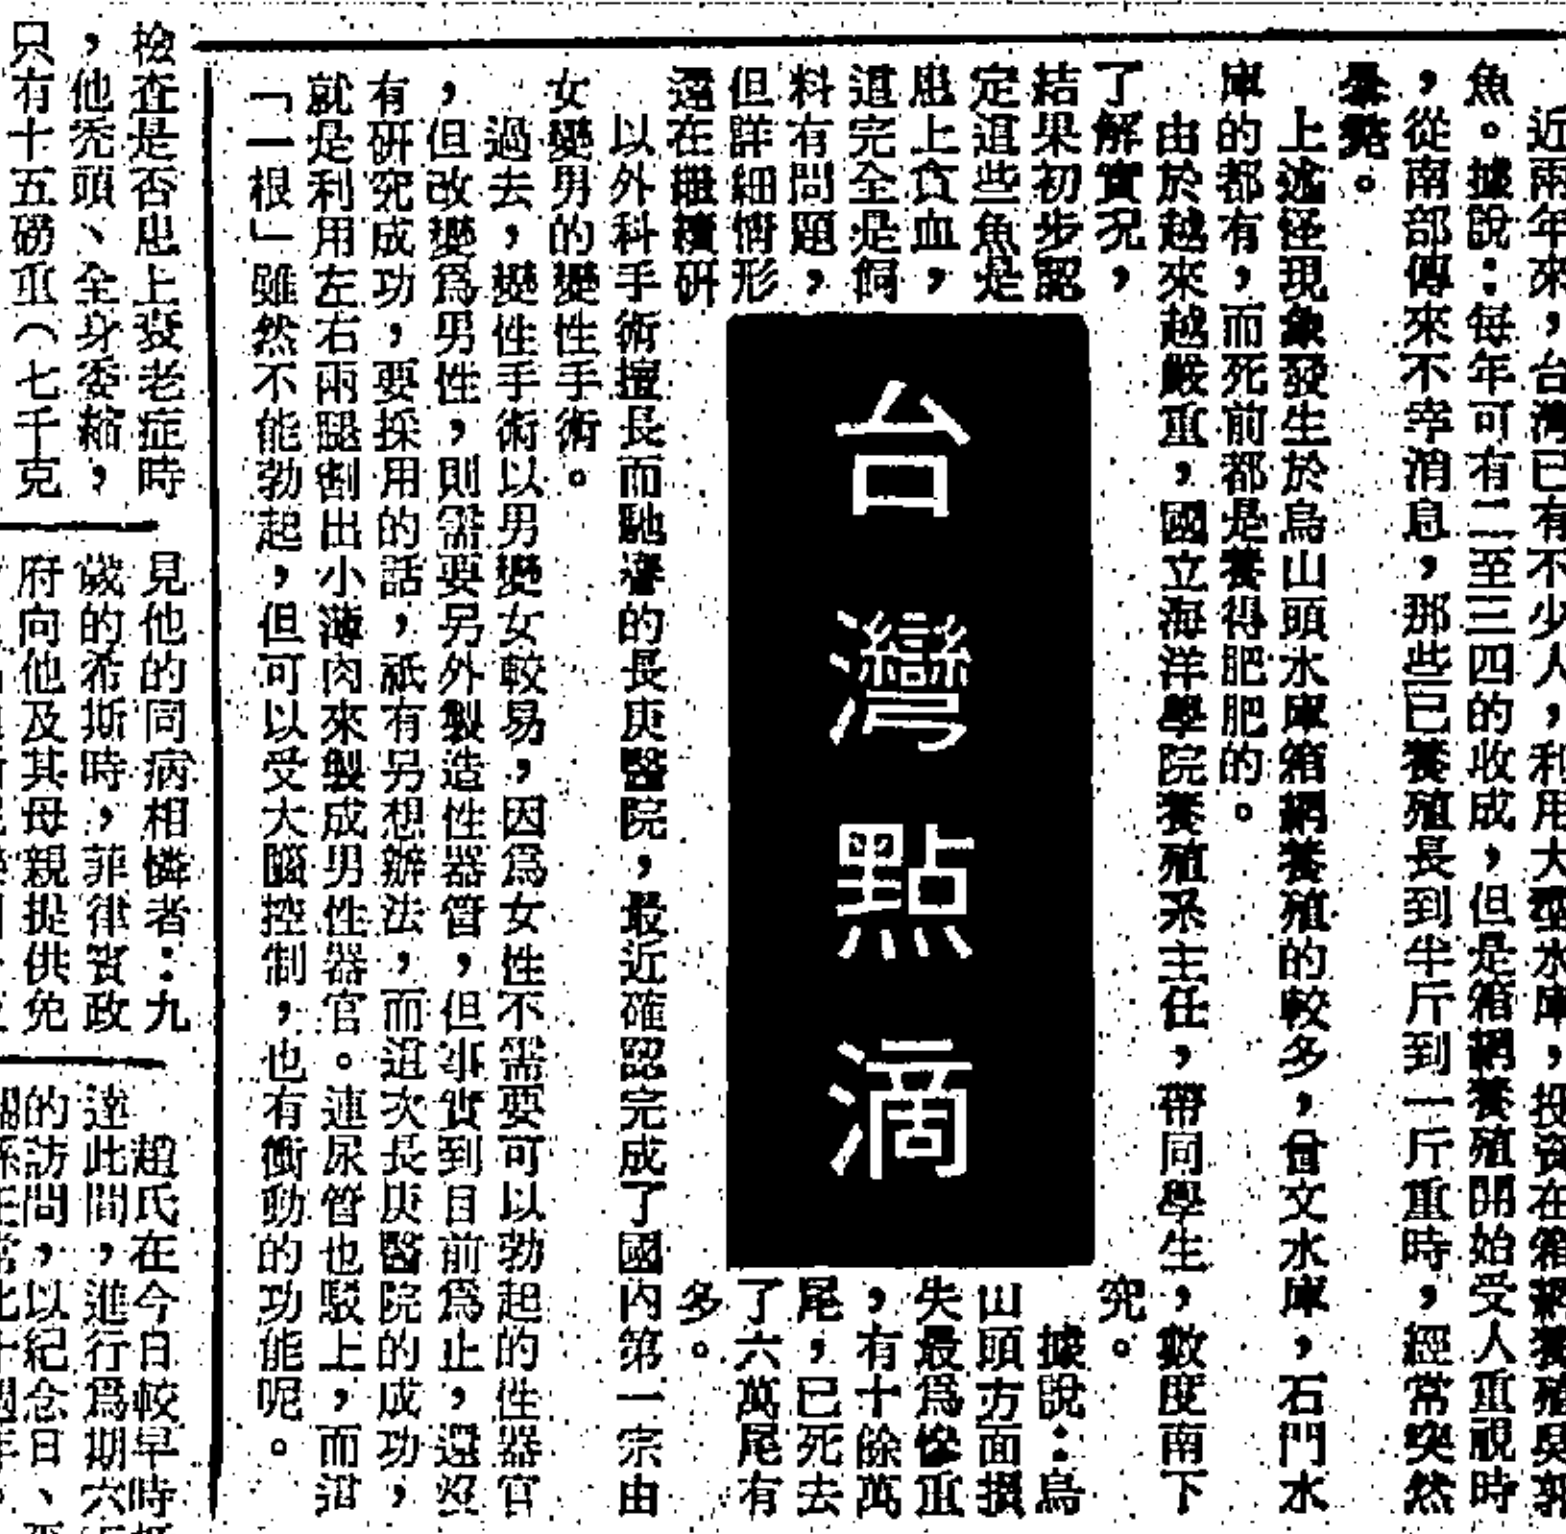 近兩年來，台灣已有不少人，利用大型水庫，投資在箱網養殖吳郭
魚。據說：每年可有二至三四的收成，但是箱網養殖開始受人重視時
，從南部傳來不幸消息，那些已養殖長到半斤到一斤重時，經常突然
暴斃。
上述怪現象發生於烏山頭水庫箱網養殖的較多，曾文水庫，石門水
庫的都有，而死前都是養得肥肥的。
由於越來越嚴重，國立海洋學院養殖系主任，帶同學生，數度南下
了解實況，
結果初步認
定這些魚是
患上貧血，
這完全是飼
料有問題，
但詳細情形
還在繼續研
究。
據說：烏
山頭方面損
失最為慘重
，有十餘萬
尾，已死去
了六萬尾有
多。
台灣點滴
以外科手術擅長而馳譽的長庚醫院，最近確認完成了國內第一宗由
女變男的變性手術。
過去，變性手術以男變女較易，因為女性不需要可以勃起的性器官
，但改變為男性，則需要另外製造性器管，但事實到目前為止，還沒
有研究成功，要採用的話，祇有另想辦法，而這次長庚醫院的成功，
就是利用左右兩腿割出小薄肉來製成男性器官。連尿管也駁上，而這
「一根」雖然不能勃起，但可以受大腦控制，也有衝動的功能呢。
檢查是否患上衰老症時
，他禿頭、全身委縮，
只有十五磅重（七千克
見他的同病相憐者：九
歲的希斯時，菲律賓政
府向他及其母親提供免
趙氏在今日較早時
達此間，進行為期六
的訪問，以紀念日、